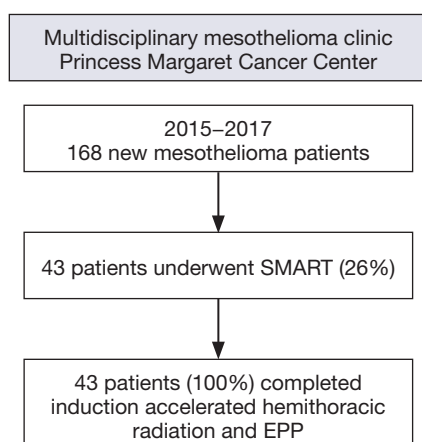 Multidisciplinary mesothelioma clinic
Princess Margaret Cancer Center
2015–2017
168 new mesothelioma patients
43 patients underwent SMART (26%)
43 patients (100%) completed
induction accelerated hemithoracic
radiation and EPP